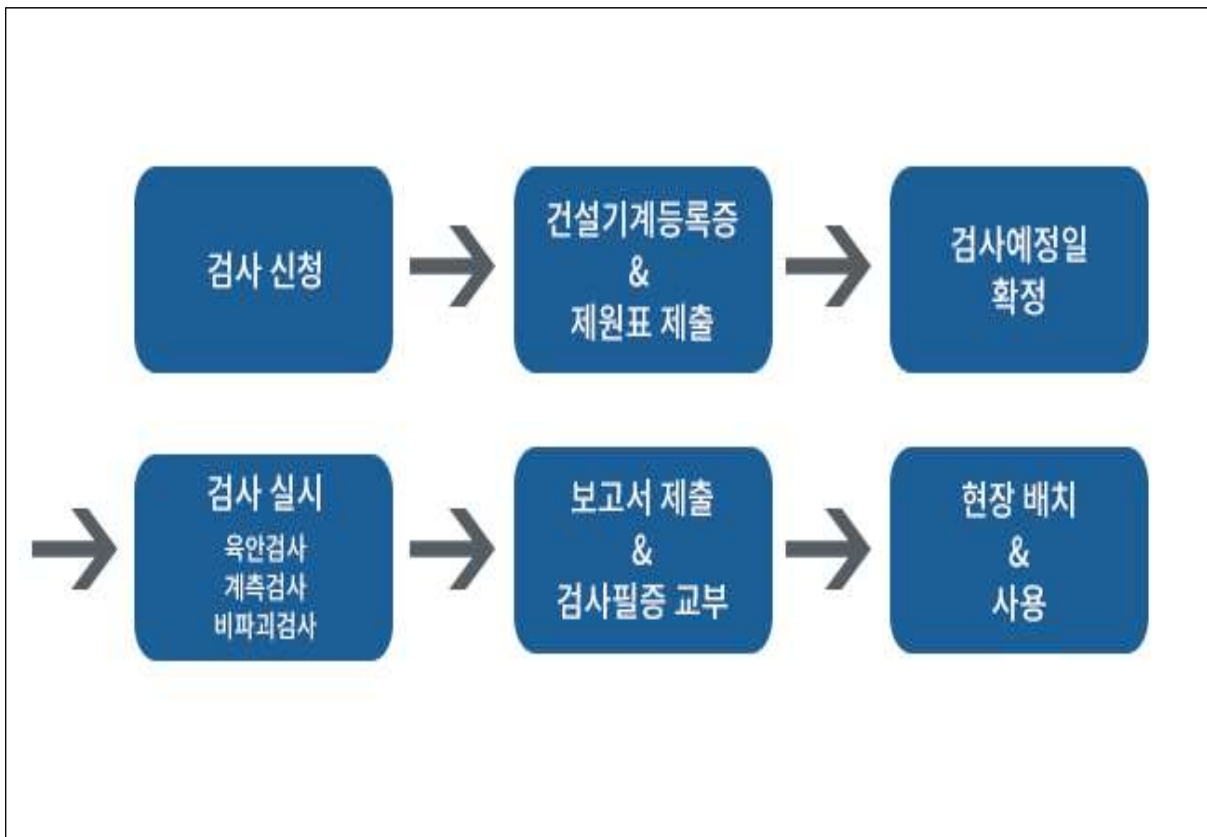 검사 신청
건설기계등록증
&
제원표 제출
검사예정일
확정
검사 실시
육안검사
계측검사
비파괴검사
보고서 제출
&
검사필증 교부
현장 배치
&
사용